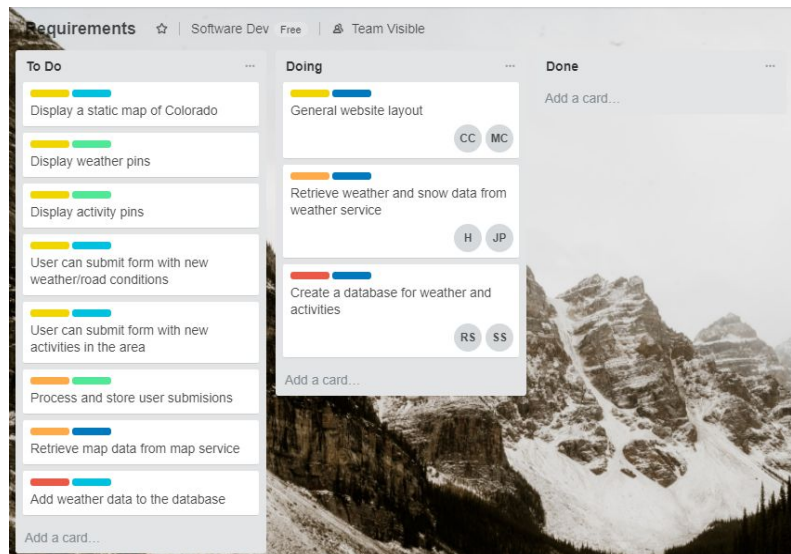 Requirements
Software Dev Free
Team Visible
To Do
Display a static map of Colorado
Display weather pins
Display activity pins
User can submit form with new
weather/road conditions
User can submit form with new
activities in the area
Process and store user submisions
Retrieve map data from map service
Add weather data to the database
Add a card...
Doing
General website layout
CC MC
Retrieve weather and snow data from
weather service
H JP
Create a database for weather and
activities
RS SS
Add a card...
Done
Add a card...